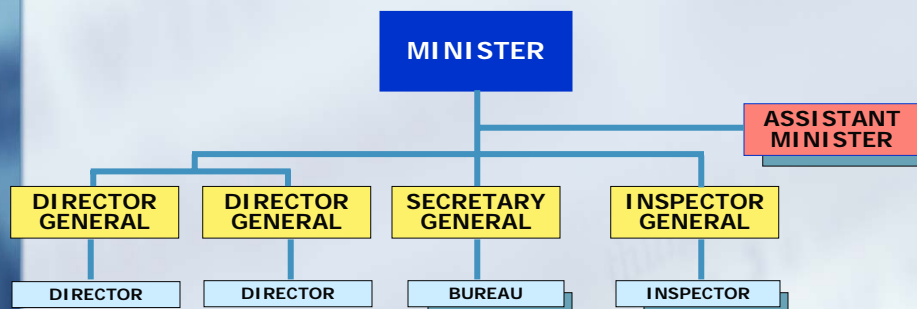 MINISTER
ASSISTANT
MINISTER
DIRECTOR
GENERAL
DIRECTOR
GENERAL
SECRETARY
GENERAL
INSPECTOR
GENERAL
DIRECTOR
DIRECTOR
BUREAU
INSPECTOR